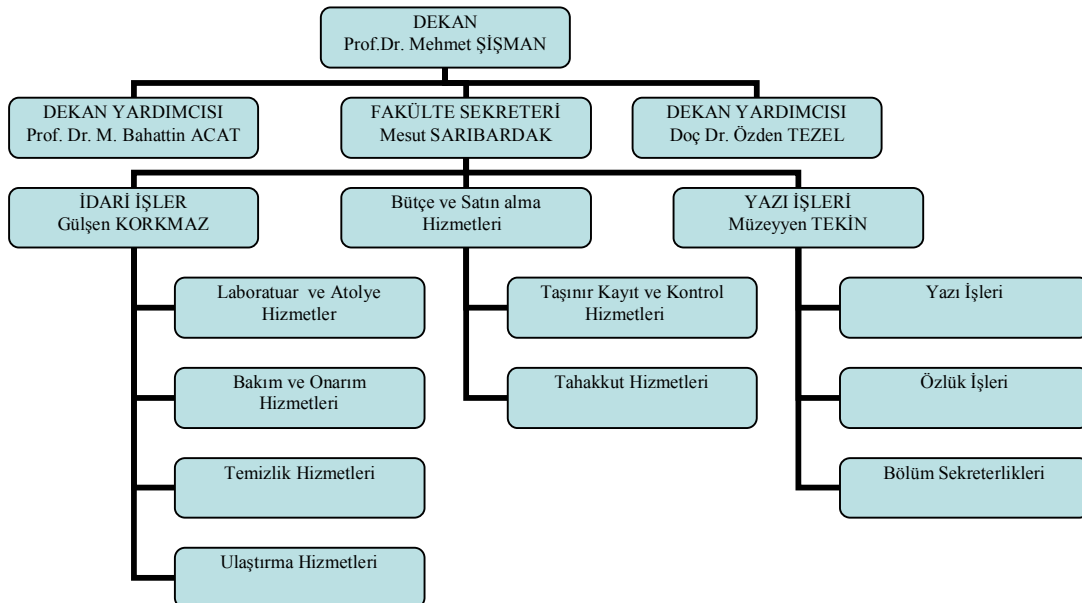 DEKAN
Prof.Dr. Mehmet ŞİŞMAN
DEKAN YARDIMCISI
Prof. Dr. M. Bahattin ACAT
FAKÜLTE SEKRETERİ
Mesut SARIBARDAK
DEKAN YARDIMCISI
Doç Dr. Özden TEZEL
İDARİ İŞLER
Gülşen KORKMAZ
Bütçe ve Satın alma
Hizmetleri
YAZI İŞLERİ
Müzeyyen TEKİN
Laboratuar ve Atolye
Hizmetler
Taşınır Kayıt ve Kontrol
Hizmetleri
Yazı İşleri
Bakım ve Onarım
Hizmetleri
Tahakkut Hizmetleri
Özlük İşleri
Temizlik Hizmetleri
Bölüm Sekreterlikleri
Ulaştırma Hizmetleri